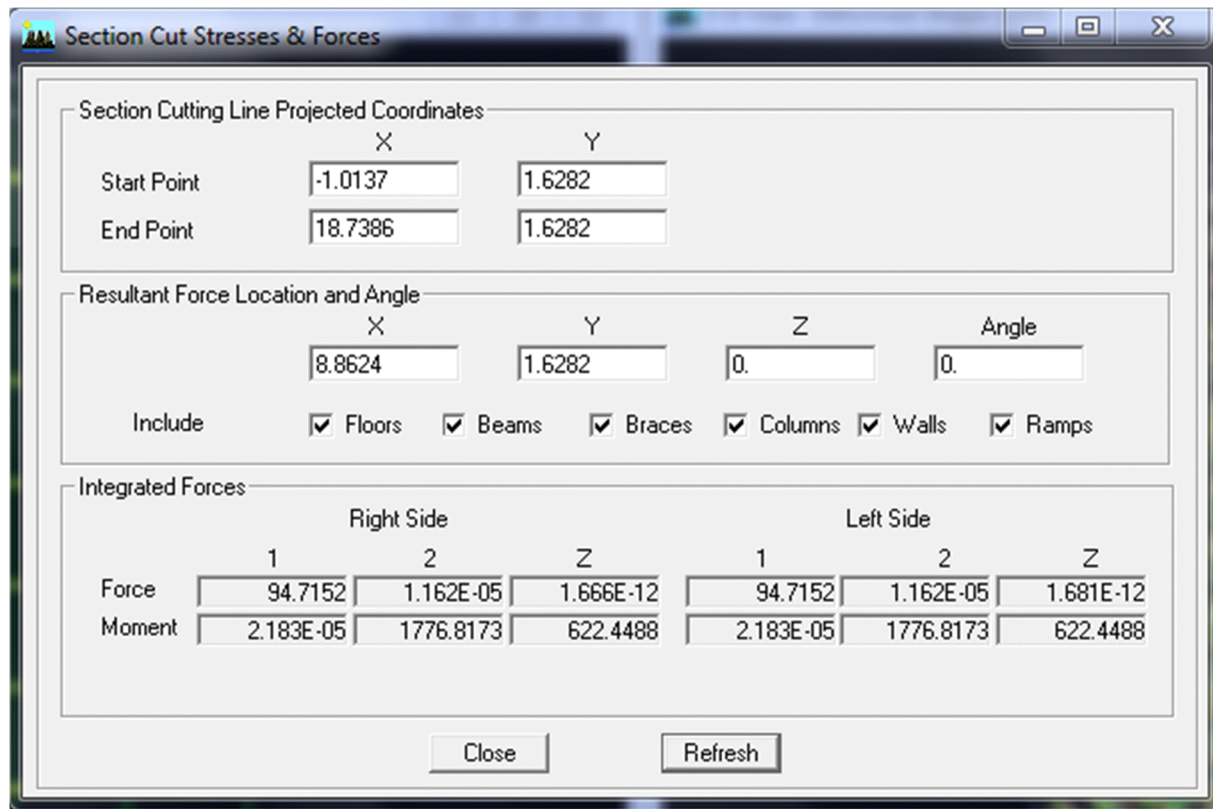 Section Cut Stresses & Forces
Section Cutting Line Projected Coordinates
X Y
Start Point -1.0137 1.6282
End Point 18.7386 1.6282
Resultant Force Location and Angle
X Y Z Angle
8.8624 1.6282 0. 0.
Include Floors Beams Braces Columns Walls Ramps
Integrated Forces
Right Side Left Side
1 2 Z 1 2 Z
Force 94.7152 1.162E-05 1.666E-12 94.7152 1.162E-05 1.681E-12
Moment 2.183E-05 1776.8173 622.4488 2.183E-05 1776.8173 622.4488
Close Refresh